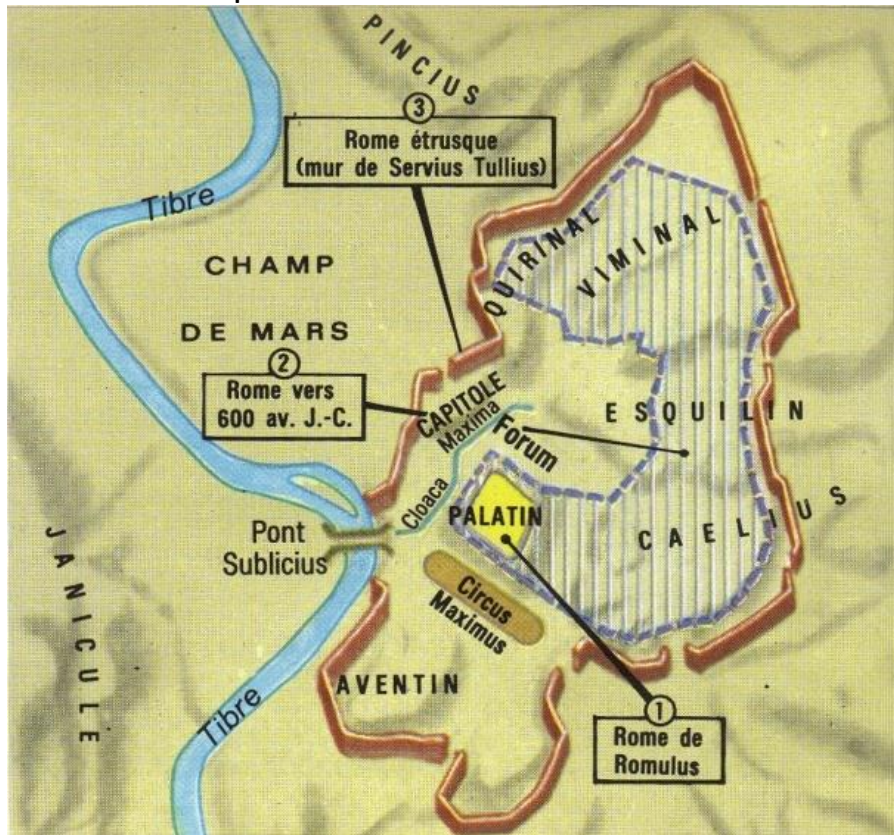 PINCIUS
3
Rome étrusque
(mur de Servius Tullius)
Tibre
CHAMP
DE MARS
QUIRINAL
VIMINAL
2
Rome vers
600 av. J.-C.
CAPITOLE
Maxima
Forum
ESQUILIN
Cloaca
PALATIN
CAELIUS
Pont
Sublicius
JANICULE
Circus
Maximus
AVENTIN
Tibre
1
Rome de
Romulus